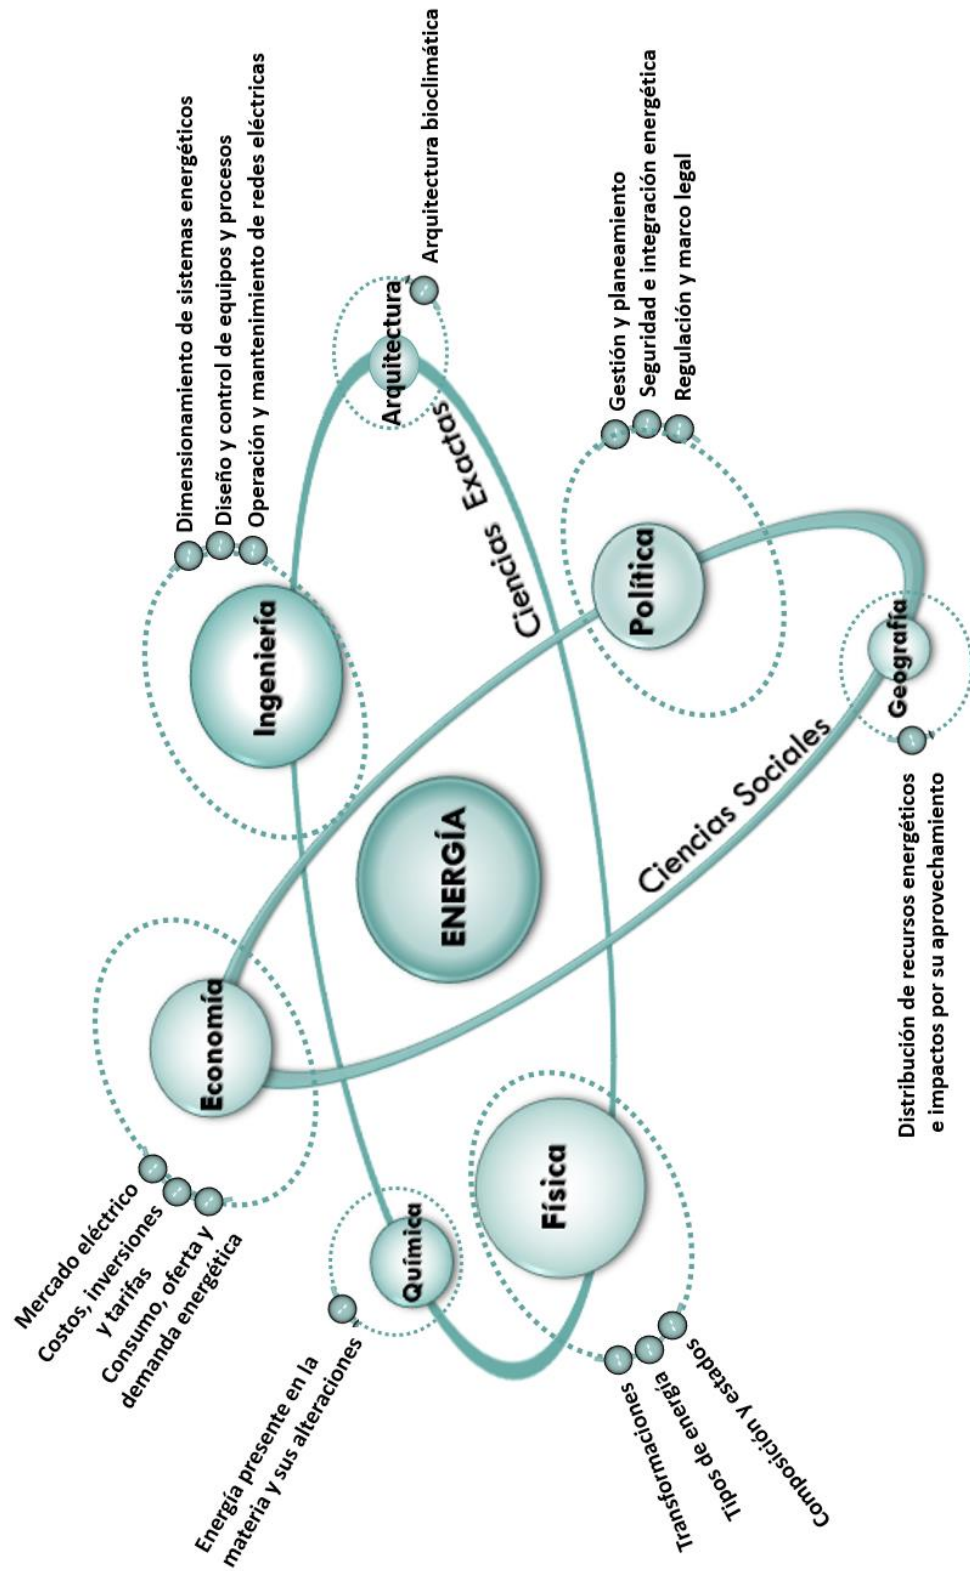 Mercado eléctrico
Costos, inversiones
y tarifas
Consumo, oferta y
demanda energética
Economía
Dimensionamiento de sistemas energéticos
Diseño y control de equipos y procesos
Operación y mantenimiento de redes eléctricas
Ingeniería
Energía presente en la
materia y sus alteraciones
Química
Arquitectura
Arquitectura bioclimática
Ciencias Exactas
ENERGÍA
Física
Transformaciones
Tipos de energía
Composición y estados
Política
Gestión y planeamiento
Seguridad e integración energética
Regulación y marco legal
Ciencias Sociales
Geografía
Distribución de recursos energéticos
e impactos por su aprovechamiento